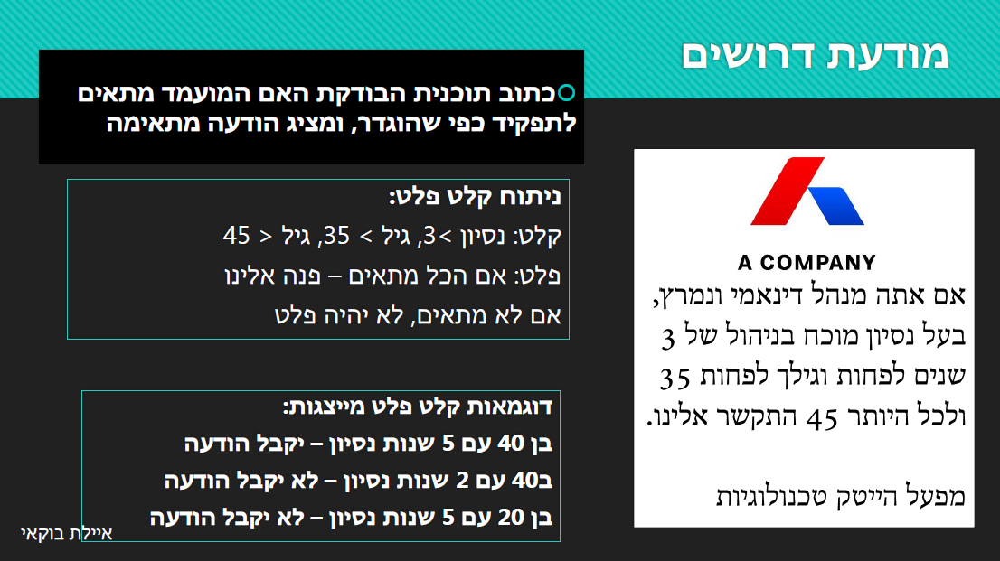 מודעת דרושים
כתוב תוכנית הבודקת האם המועמד מתאים
לתפקיד כפי שהוגדר, ומציג הודעה מתאימה
ניתוח קלט פלט:
קלט: נסיון >3, גיל > 35, גיל < 45
פלט: אם הכל מתאים – פנה אלינו
אם לא מתאים, לא יהיה פלט
דוגמאות קלט פלט מייצגות:
בן 40 עם 5 שנות נסיון – יקבל הודעה
ב40 עם 2 שנות נסיון – לא יקבל הודעה
בן 20 עם 5 שנות נסיון – לא יקבל הודעה
A COMPANY
אם אתה מנהל דינאמי ונמרץ,
בעל נסיון מוכח בניהול של 3
שנים לפחות וגילך לפחות 35
ולכל היותר 45 התקשר אלינו.
מפעל הייטק טכנולוגיות
איילת בוקאי